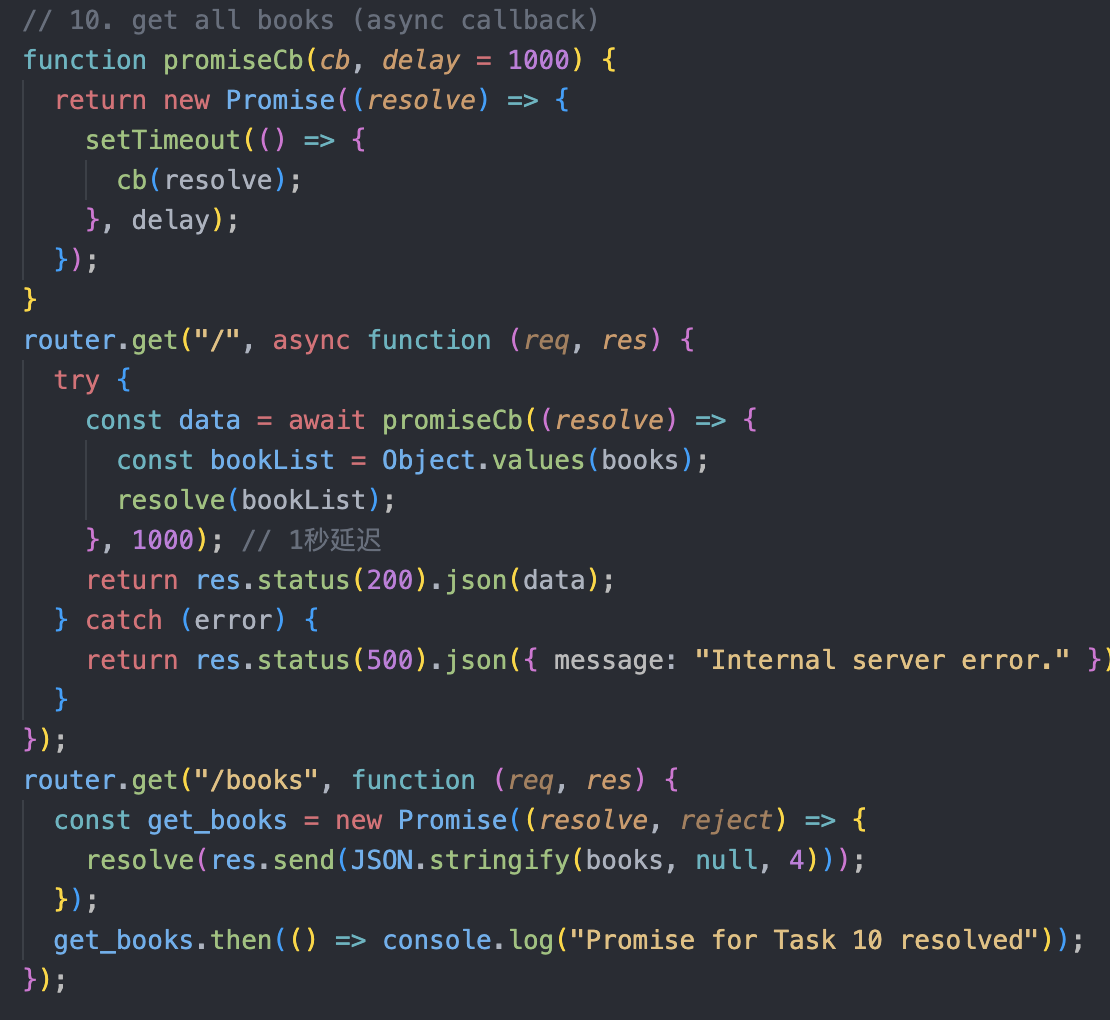 // 10. get all books (async callback)
function promiseCb(cb, delay = 1000) {
  return new Promise((resolve) => {
    setTimeout(() => {
      cb(resolve);
    }, delay);
  });
}
router.get("/", async function (req, res) {
  try {
    const data = await promiseCb((resolve) => {
      const bookList = Object.values(books);
      resolve(bookList);
    }, 1000); // 1秒延迟
    return res.status(200).json(data);
  } catch (error) {
    return res.status(500).json({ message: "Internal server error." })
  }
});
router.get("/books", function (req, res) {
  const get_books = new Promise((resolve, reject) => {
    resolve(res.send(JSON.stringify(books, null, 4)));
  });
  get_books.then(() => console.log("Promise for Task 10 resolved"));
});